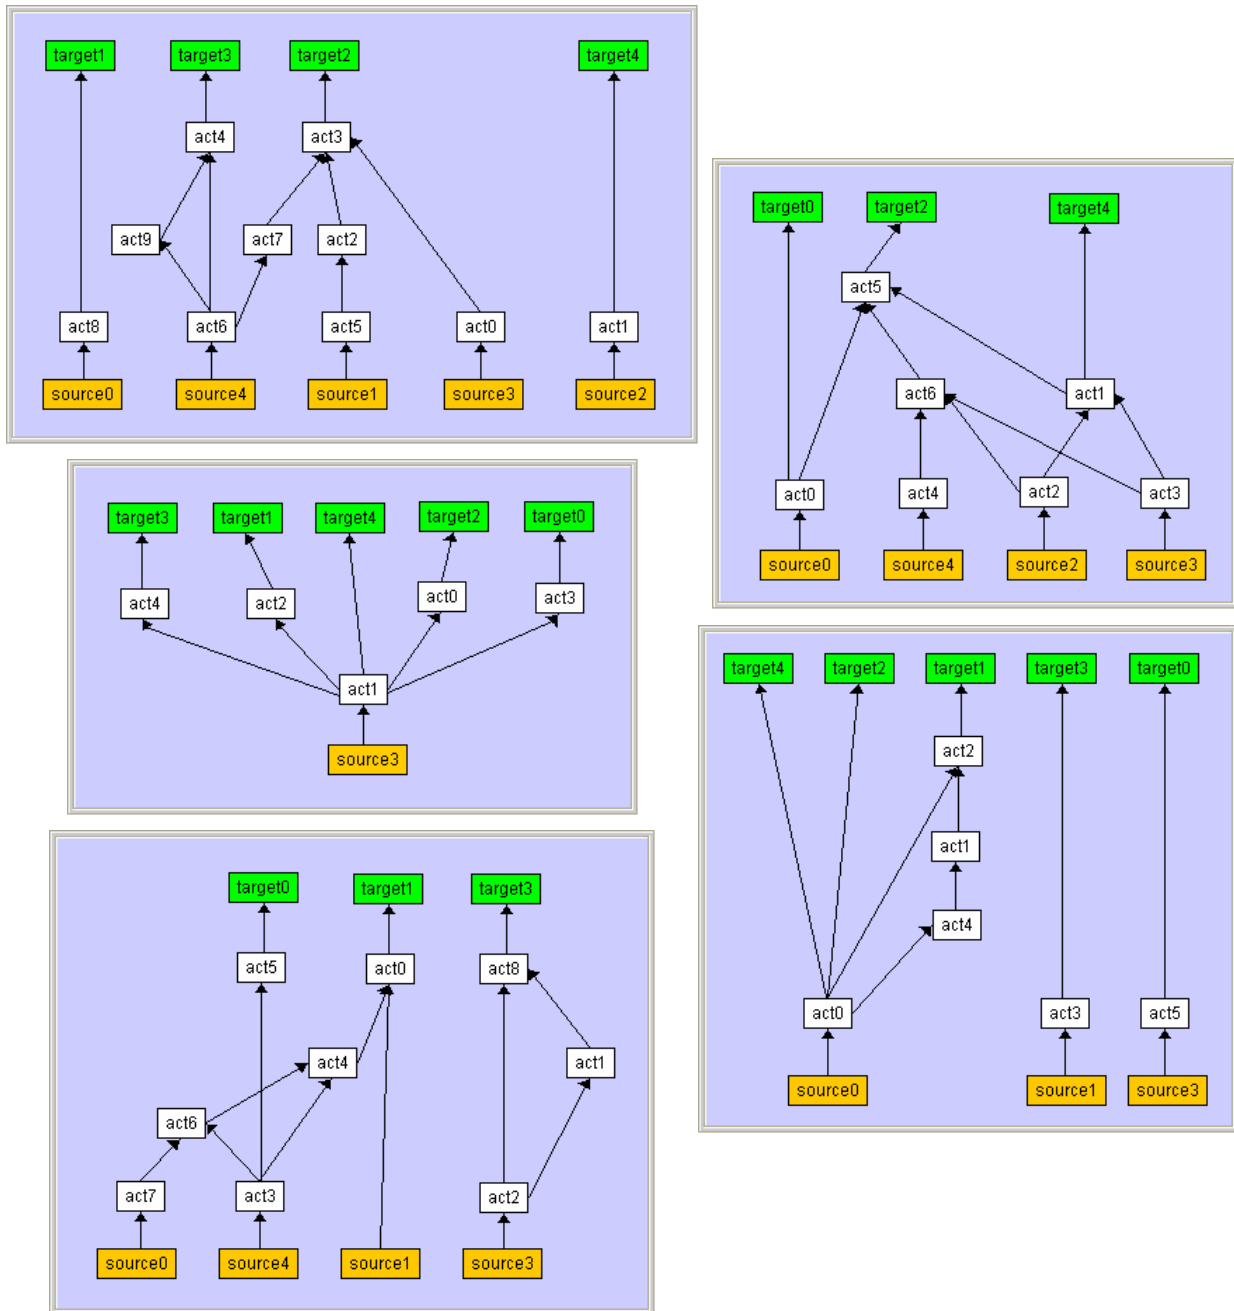 target1 target3 target2 target4
act4 act3
act9 act7 act2
act8 act6 act5 act0 act1
source0 source4 source1 source3 source2
target0 target2 target4
act5
act6 act1
act0 act4 act2 act3
source0 source4 source2 source3
target3 target1 target4 target2 target0
act4 act2 act0 act3
act1
source3
target4 target2 target1 target3 target0
act2
act1
act4
act0 act3 act5
source0 source1 source3
target0 target1 target3
act5 act0 act8
act4 act1
act6
act7 act3 act2
source0 source4 source1 source3